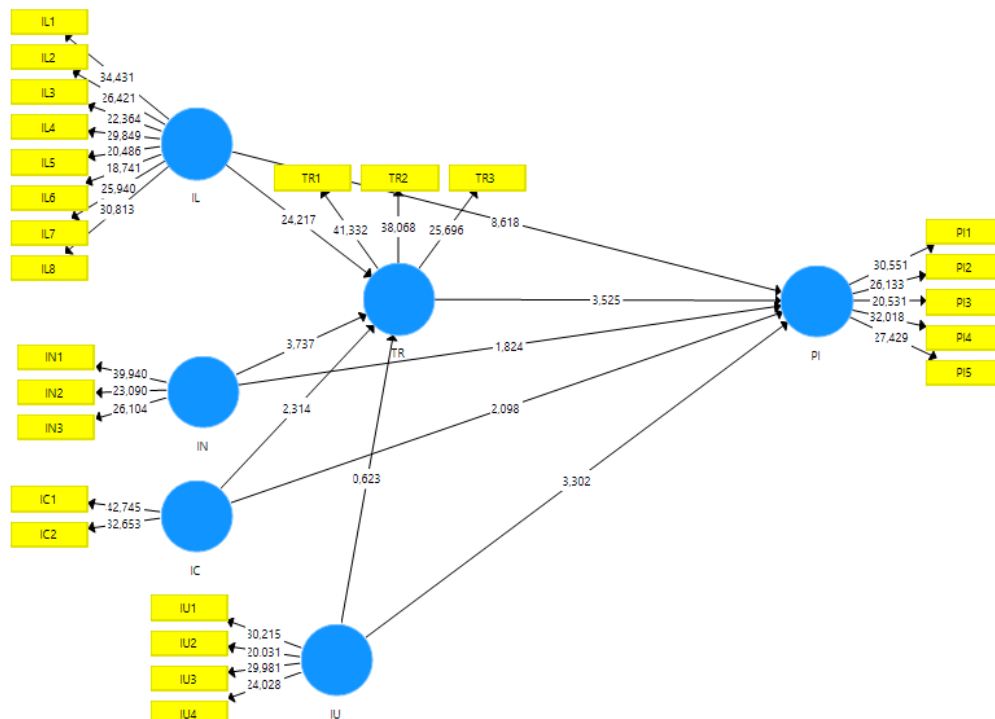 IL1
IL2
IL3
IL4
IL5
IL6
IL7
IL8
34,431
26,421
22,364
29,849
20,486
18,741
25,940
30,813
IL
TR1
TR2
TR3
41,332
38,068
25,696
24,217
8,618
TR
3,525
PI1
PI2
PI3
PI4
PI5
30,551
26,133
20,531
32,018
27,429
PI
IN1
IN2
IN3
39,940
23,090
26,104
IN
3,737
1,824
2,314
2,098
IC1
IC2
42,745
32,653
IC
0,623
3,302
IU1
IU2
IU3
IU4
30,215
20,031
29,981
24,028
IU